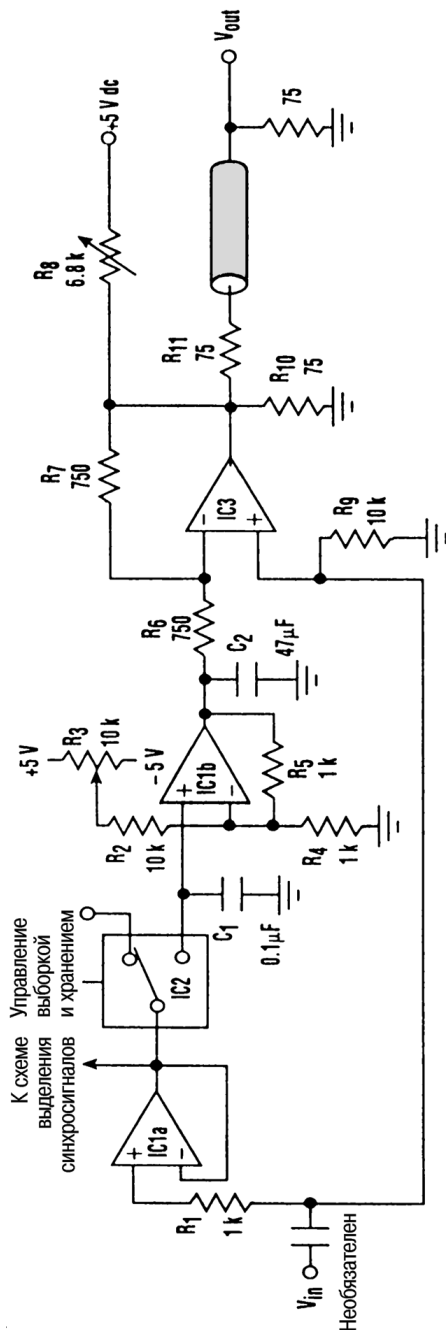 К схеме
выделения
синхросигналов
Управление
выборкой
и хранением
+5 V
R3
10 k
− 5 V
R8
6.8 k
+5 V dc
R7
750
R2
10 k
IC1a
+
−
IC2
IC1b
+
−
R6
750
IC3
−
+
R11
75
Vout
75
R10
75
C1
0.1µF
C2
47µF
R5
1 k
R4
1 k
R9
10 k
R1
1 k
Vin
Необязателен